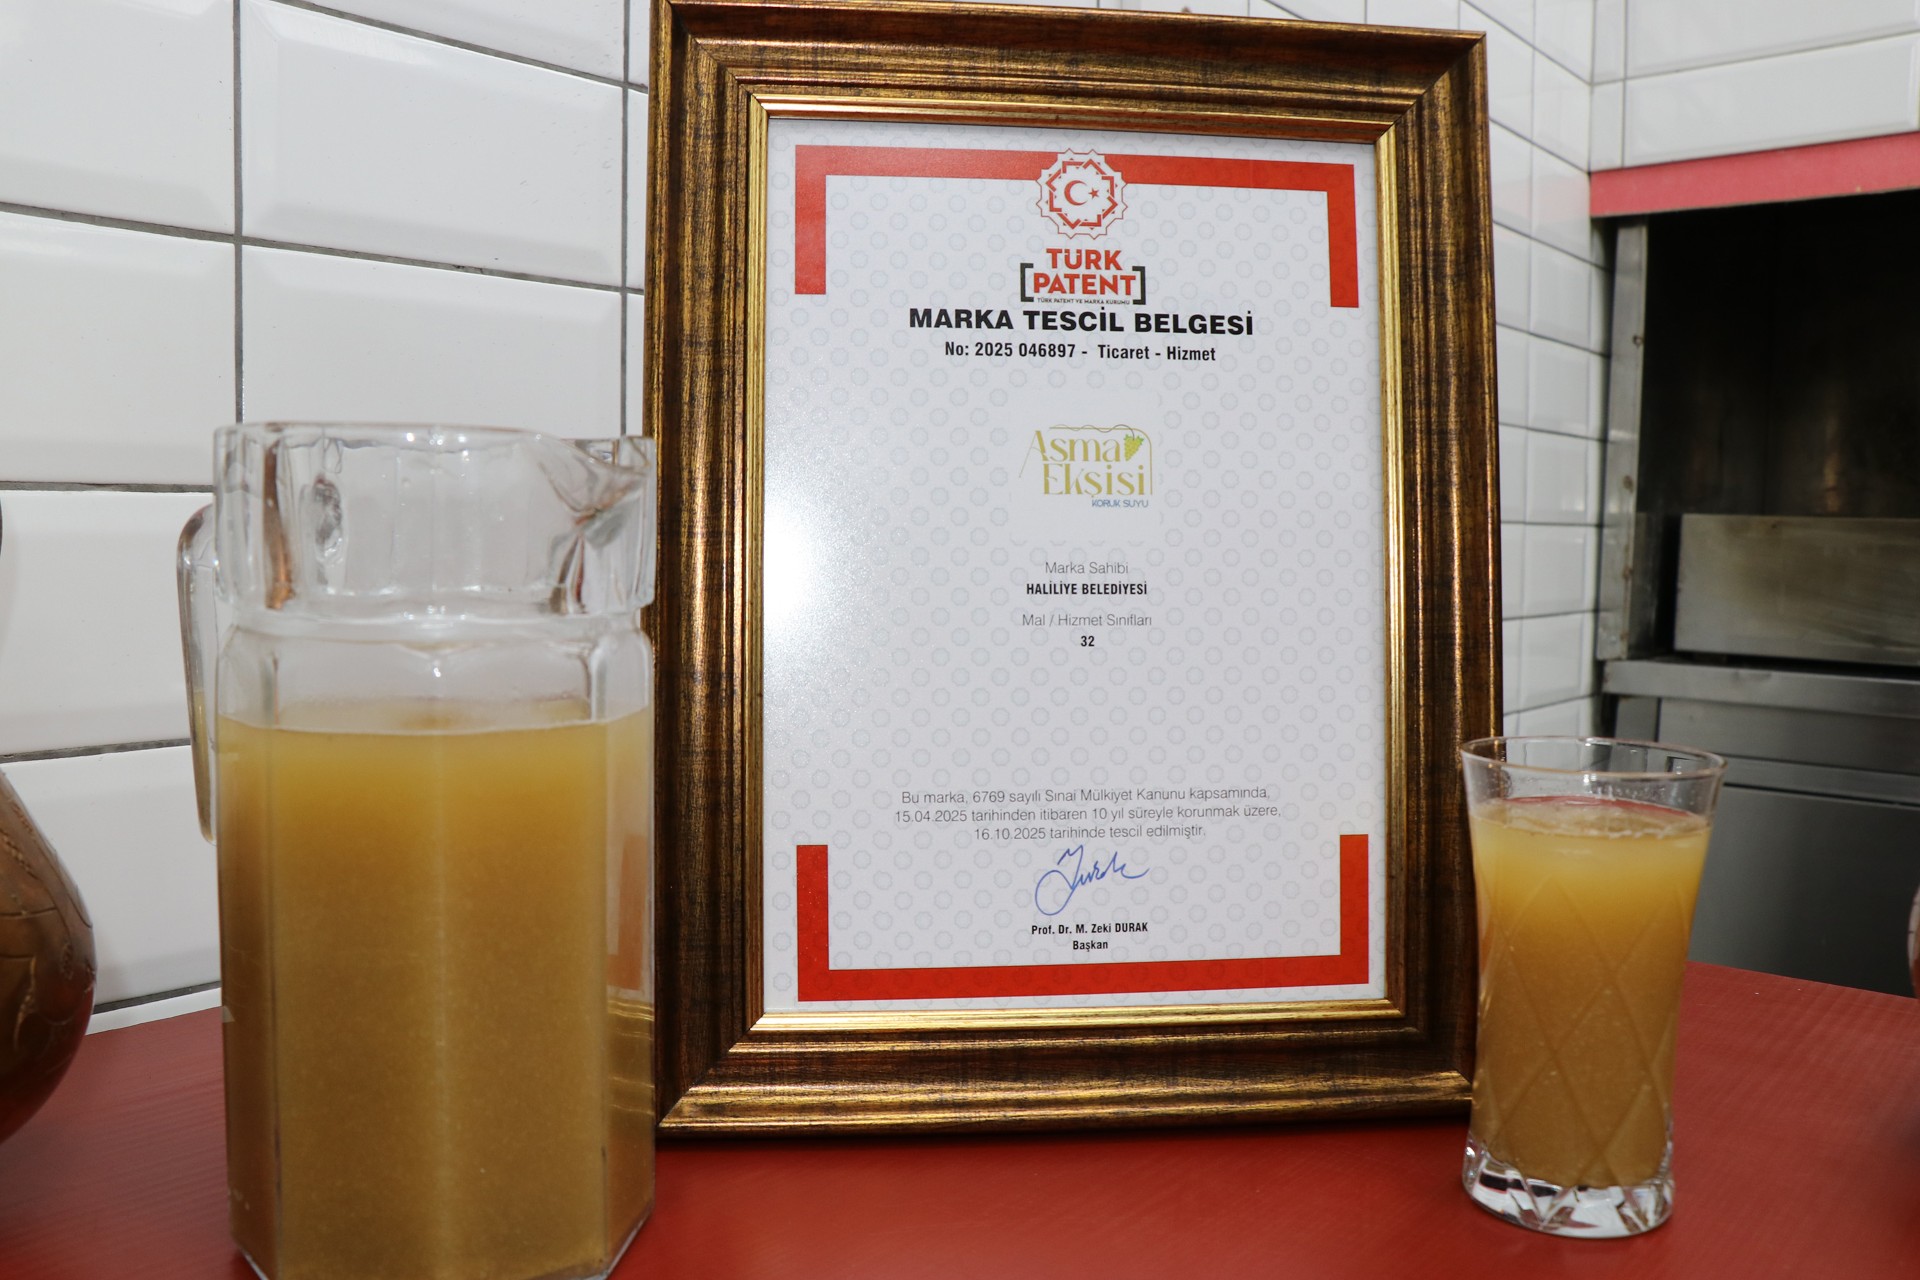 TÜRK
PATENT
TÜRK PATENT VE MARKA KURUMU
MARKA TESCİL BELGESİ
No: 2025 046897 - Ticaret - Hizmet
Asma
Ekşisi
KORUK SUYU
Marka Sahibi
HALİLİYE BELEDİYESİ
Mal / Hizmet Sınıfları
32
Bu marka, 6769 sayılı Sınai Mülkiyet Kanunu kapsamında,
15.04.2025 tarihinden itibaren 10 yıl süreyle korunmak üzere,
16.10.2025 tarihinde tescil edilmiştir.
Prof. Dr. M. Zeki DURAK
Başkan